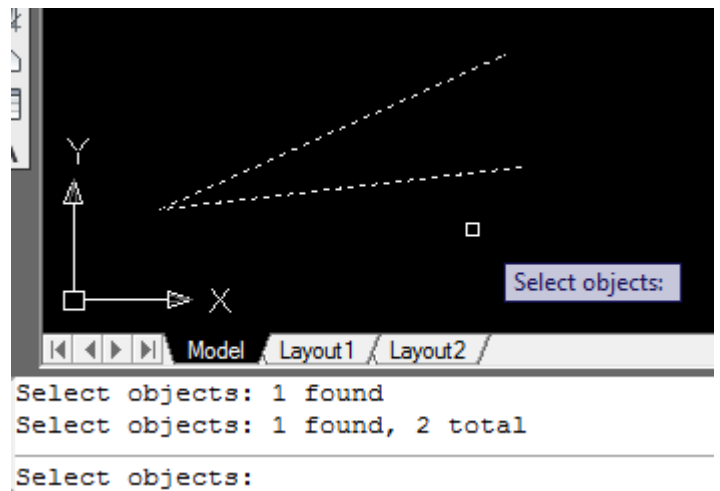 Y
X
Select objects:
Model Layout1 Layout2
Select objects: 1 found
Select objects: 1 found, 2 total
Select objects: